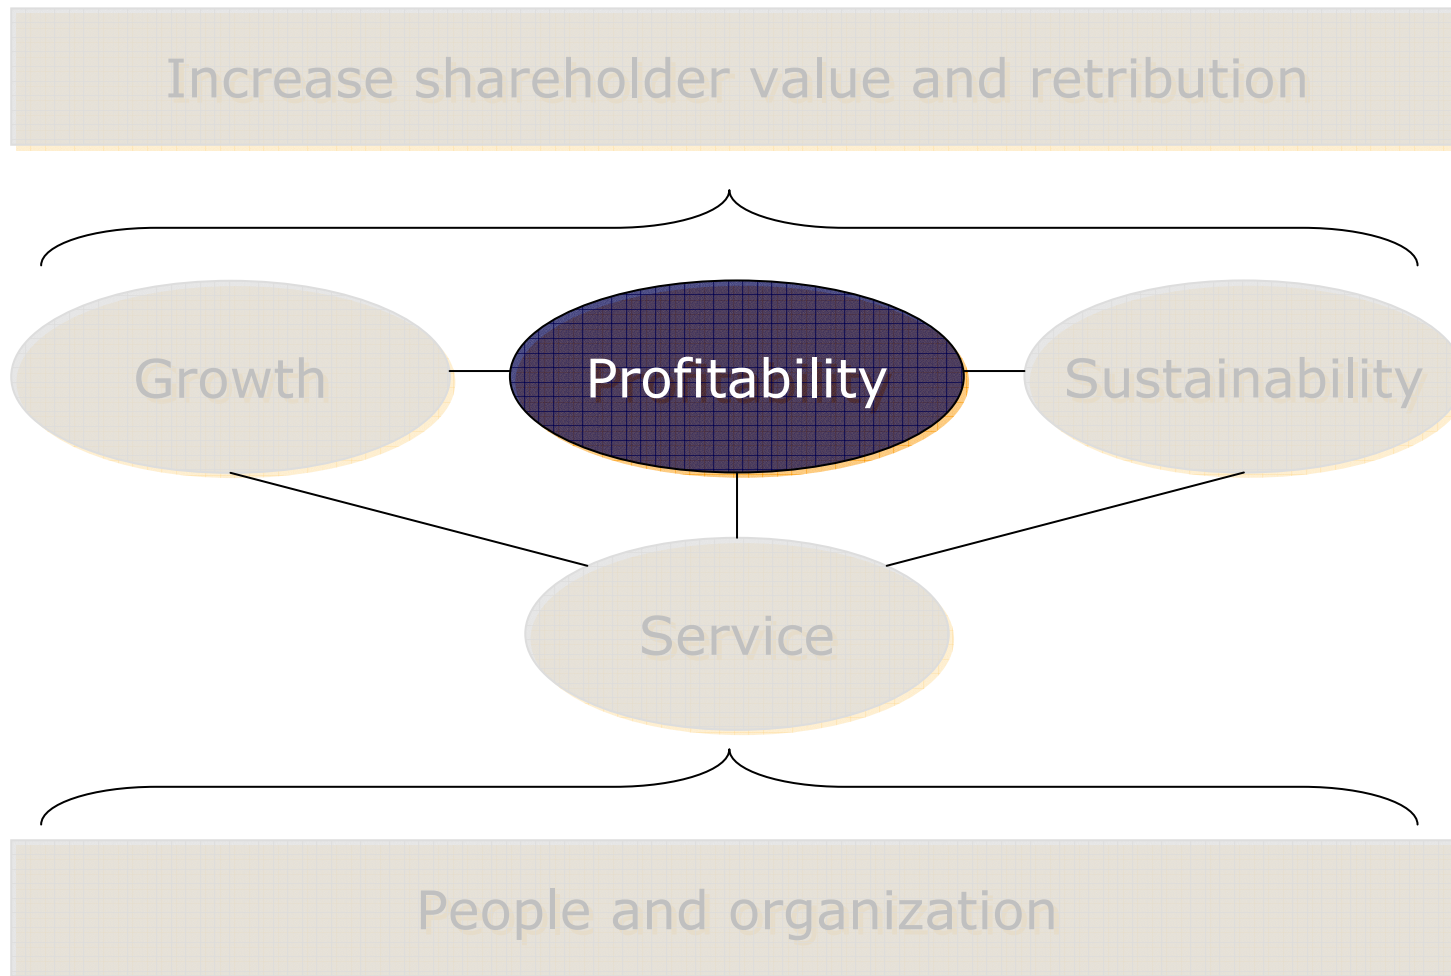 Increase shareholder value and retribution
Growth
Profitability
Sustainability
Service
People and organization